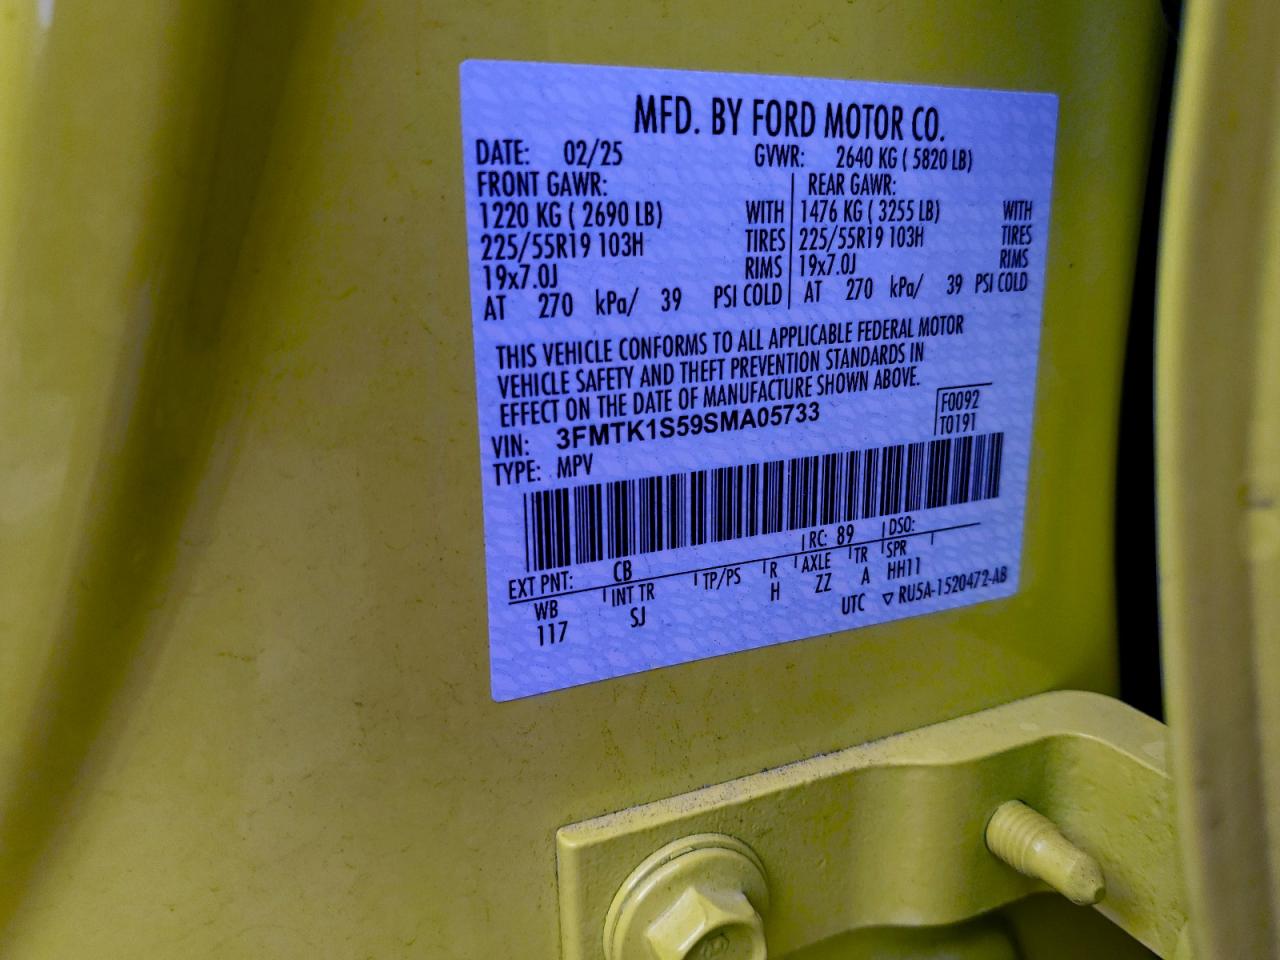 MFD. BY FORD MOTOR CO.
DATE: 02/25 GVWR: 2640 KG ( 5820 LB)
FRONT GAWR: REAR GAWR:
1220 KG ( 2690 LB) WITH 1476 KG ( 3255 LB) WITH
225/55R19 103H TIRES 225/55R19 103H TIRES
19x7.0J RIMS 19x7.0J RIMS
AT 270 kPa/ 39 PSI COLD AT 270 kPa/ 39 PSI COLD
THIS VEHICLE CONFORMS TO ALL APPLICABLE FEDERAL MOTOR
VEHICLE SAFETY AND THEFT PREVENTION STANDARDS IN
EFFECT ON THE DATE OF MANUFACTURE SHOWN ABOVE.
VIN: 3FMTK1S59SMA05733 F0092
TYPE: MPV T0191
EXT PNT: CB RC: 89 DSO:
WB INT TR TP/PS R AXLE TR SPR
117 SJ H ZZ A HH11
UTC ▽ RU5A-1520472-AB